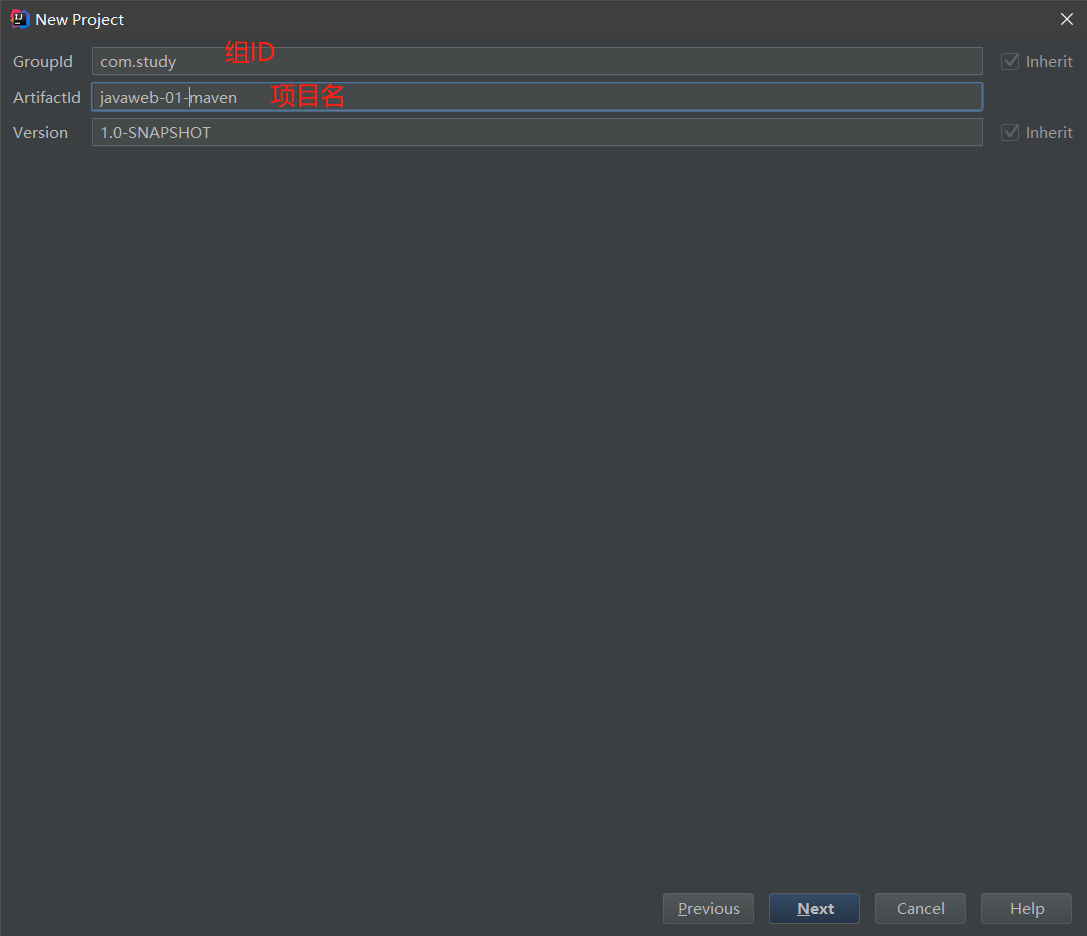 New Project
GroupId com.study 组ID Inherit
ArtifactId javaweb-01-maven 项目名
Version 1.0-SNAPSHOT Inherit
Previous Next Cancel Help